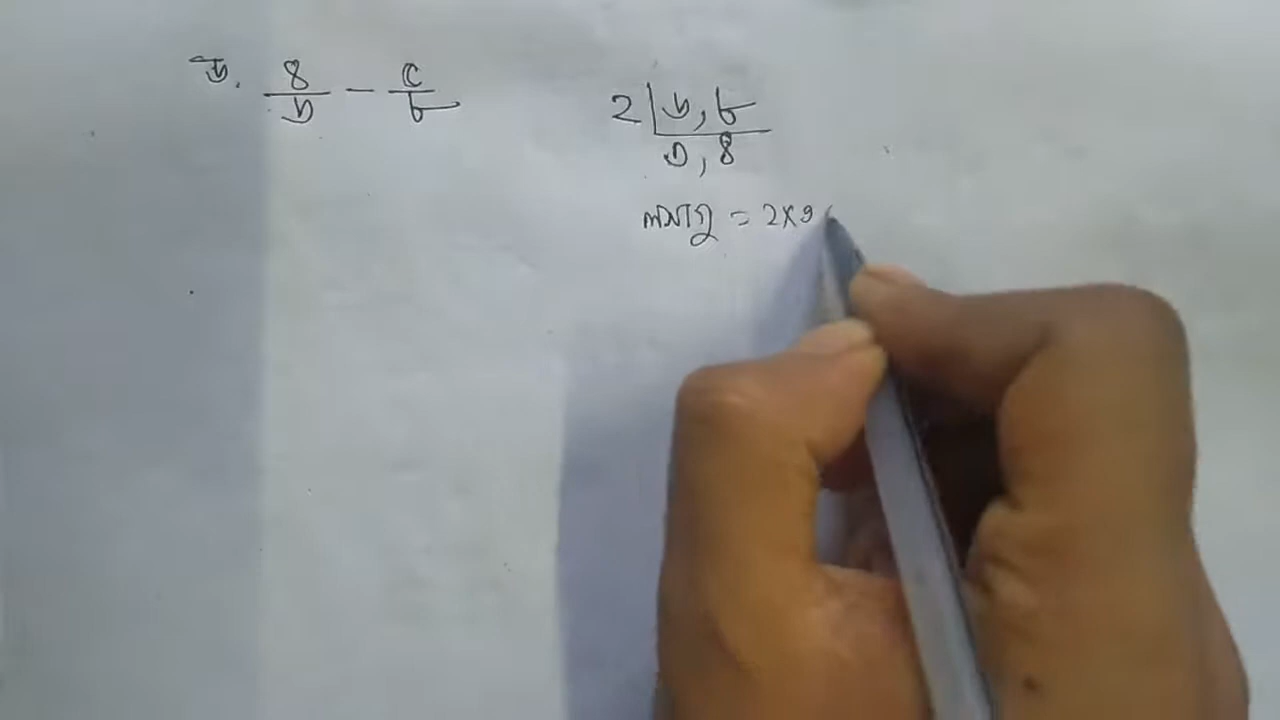 ৪/৬ − ৫/৮
২ | ৬, ৮
৩, ৪
লসাগু = ২×৩